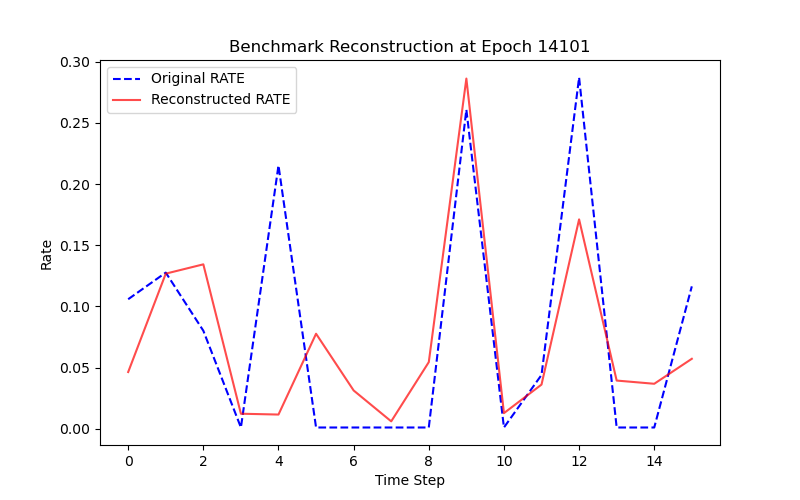 Benchmark Reconstruction at Epoch 14101
Original RATE
Reconstructed RATE
0.30
0.25
0.20
0.15
0.10
0.05
0.00
Rate
0 2 4 6 8 10 12 14
Time Step